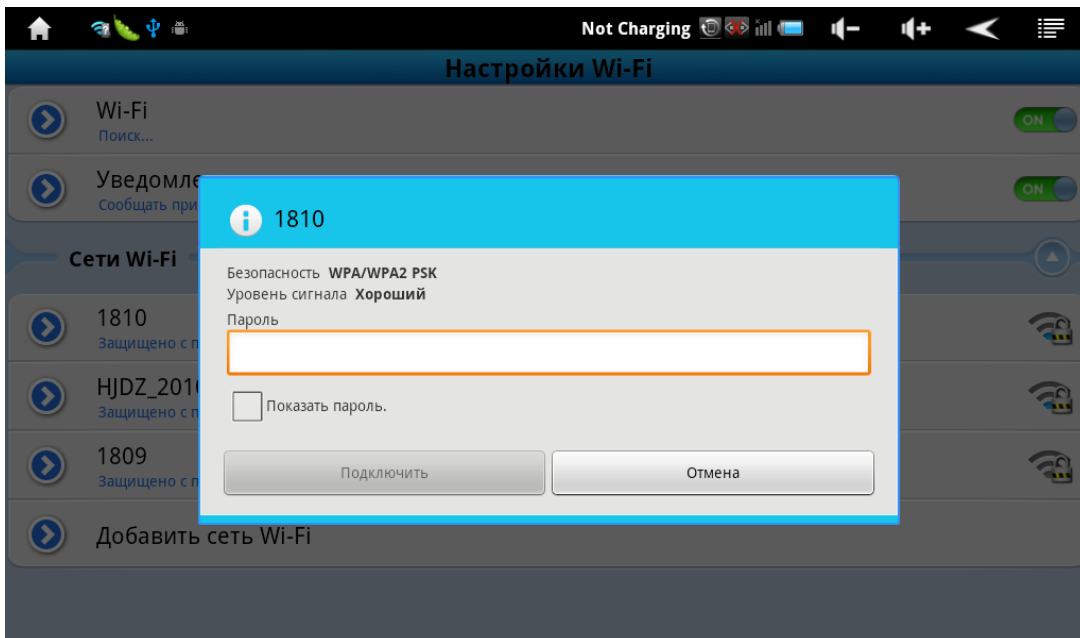 Not Charging
Настройки Wi-Fi
Wi-Fi
Поиск...
ON
Уведомле
Сообщать при
ON
1810
Сети Wi-Fi
Безопасность WPA/WPA2 PSK
Уровень сигнала Хороший
Пароль
1810
Защищено с п
HJDZ_201
Защищено с п
Показать пароль.
1809
Защищено с п
Подключить
Отмена
Добавить сеть Wi-Fi